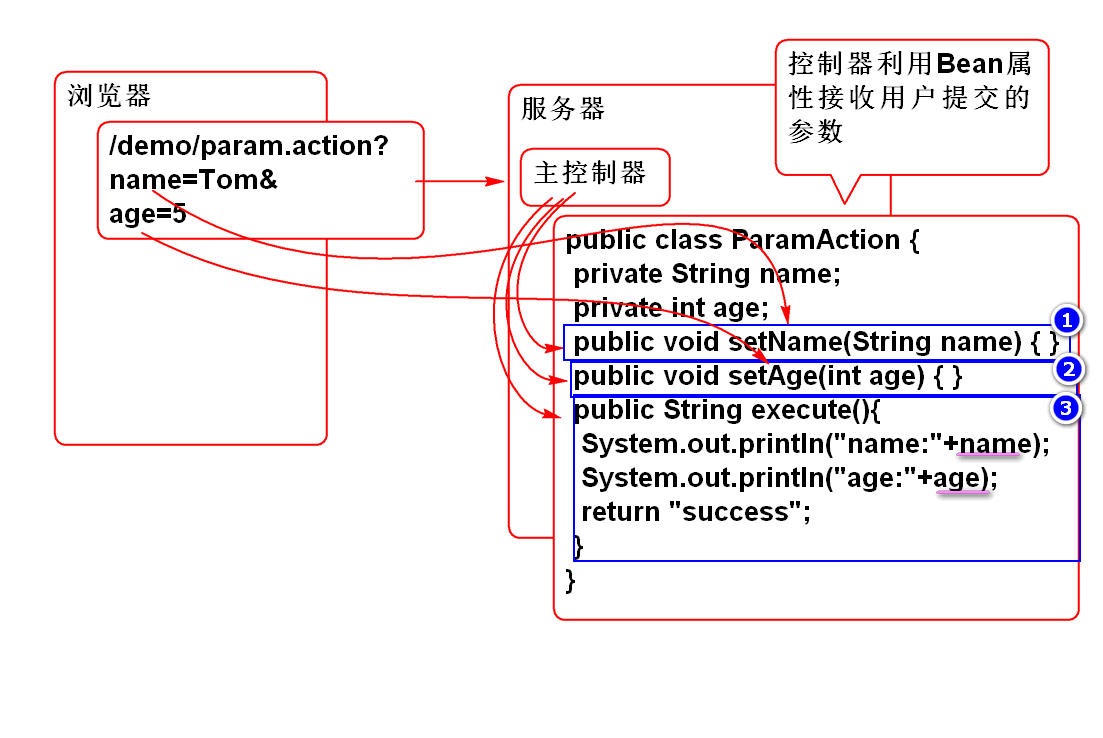 浏览器
/demo/param.action?
name=Tom&
age=5
服务器
主控制器
控制器利用Bean属
性接收用户提交的
参数
public class ParamAction {
private String name;
private int age;
public void setName(String name) { }
1
public void setAge(int age) { }
2
public String execute(){
3
System.out.println("name:"+name);
System.out.println("age:"+age);
return "success";
}
}